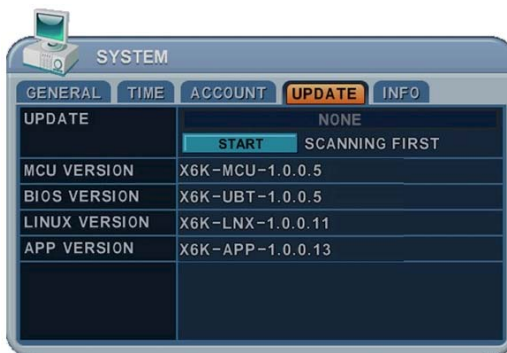 SYSTEM
GENERAL TIME ACCOUNT UPDATE INFO
UPDATE NONE
START SCANNING FIRST
MCU VERSION X6K-MCU-1.0.0.5
BIOS VERSION X6K-UBT-1.0.0.5
LINUX VERSION X6K-LNX-1.0.0.11
APP VERSION X6K-APP-1.0.0.13